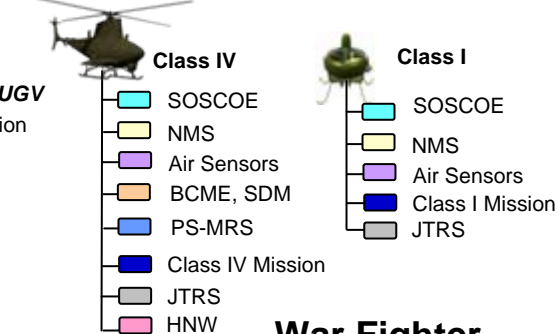 UGV
ion
Class IV
SOSCOE
NMS
Air Sensors
BCME, SDM
PS-MRS
Class IV Mission
JTRS
HNW
Class I
SOSCOE
NMS
Air Sensors
Class I Mission
JTRS
War Fighter